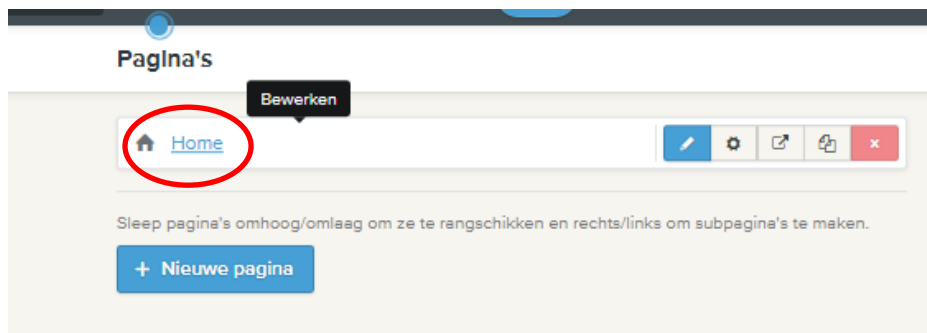 Pagina's
Bewerken
Home
Sleep pagina's omhoog/omlaag om ze te rangschikken en rechts/links om subpagina's te maken.
+ Nieuwe pagina